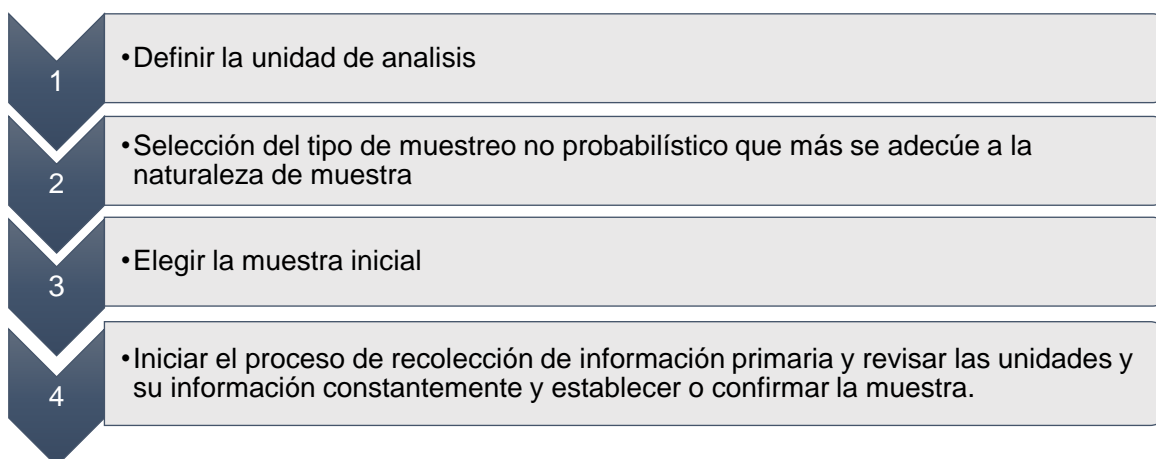 1
•Definir la unidad de analisis
2
•Selección del tipo de muestreo no probabilístico que más se adecúe a la
naturaleza de muestra
3
•Elegir la muestra inicial
4
•Iniciar el proceso de recolección de información primaria y revisar las unidades y
su información constantemente y establecer o confirmar la muestra.